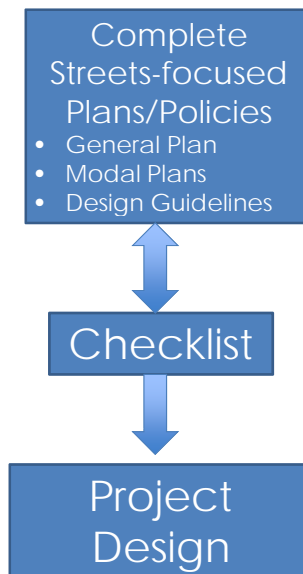 Complete
Streets-focused
Plans/Policies
• General Plan
• Modal Plans
• Design Guidelines
Checklist
Project
Design